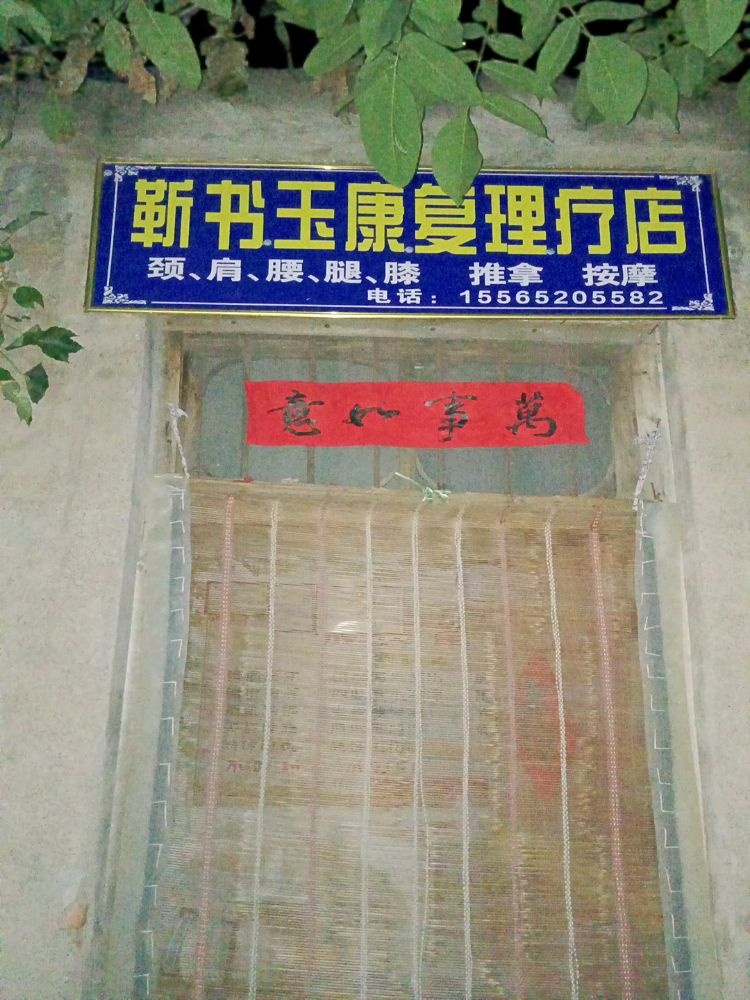 靳书玉康复理疗店
颈、肩、腰、腿、膝 推拿 按摩
电话：15565205582
萬事如意